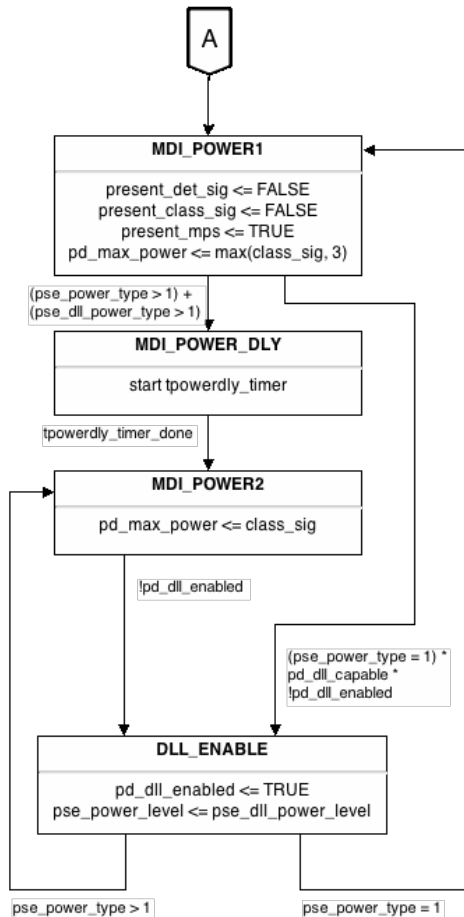 A
MDI_POWER1
present_det_sig <= FALSE
present_class_sig <= FALSE
present_mps <= TRUE
pd_max_power <= max(class_sig, 3)
(pse_power_type > 1) +
(pse_dll_power_type > 1)
MDI_POWER_DLY
start tpowerdly_timer
tpowerdly_timer_done
MDI_POWER2
pd_max_power <= class_sig
!pd_dll_enabled
(pse_power_type = 1) *
pd_dll_capable *
!pd_dll_enabled
DLL_ENABLE
pd_dll_enabled <= TRUE
pse_power_level <= pse_dll_power_level
pse_power_type > 1
pse_power_type = 1